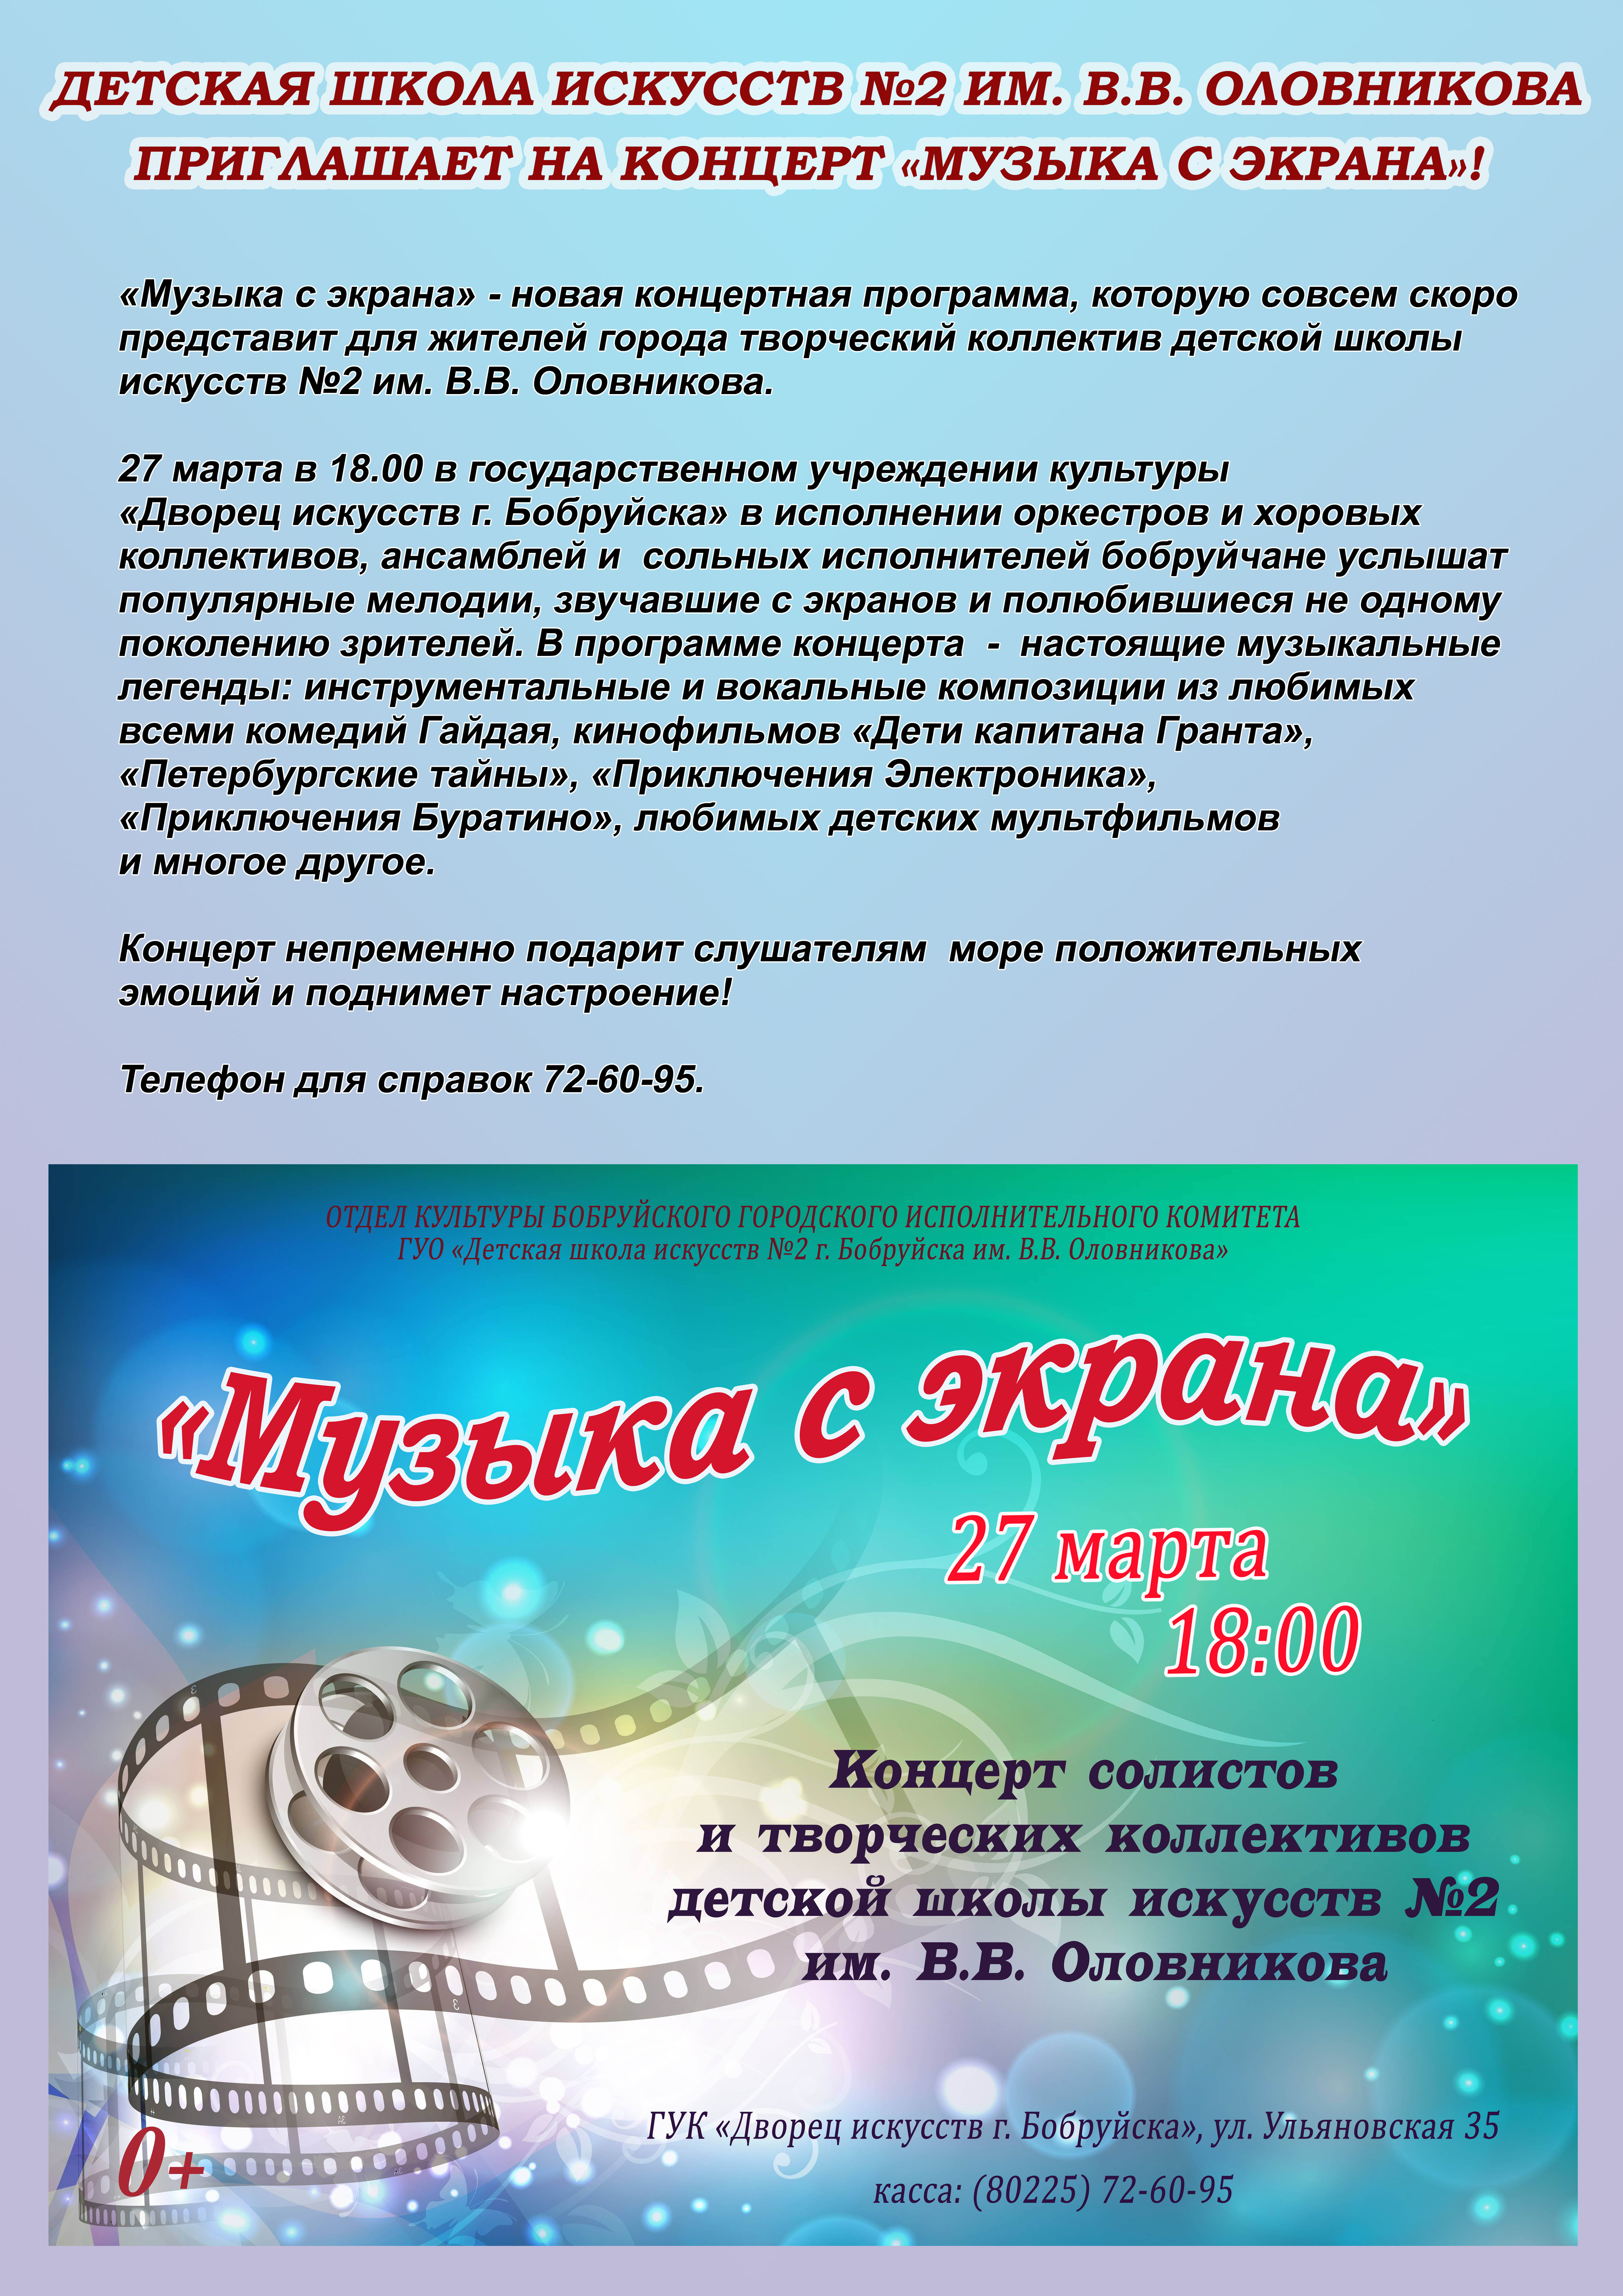 ДЕТСКАЯ ШКОЛА ИСКУССТВ №2 ИМ. В.В. ОЛОВНИКОВА
ПРИГЛАШАЕТ НА КОНЦЕРТ «МУЗЫКА С ЭКРАНА»!
«Музыка с экрана» - новая концертная программа, которую совсем скоро
представит для жителей города творческий коллектив детской школы
искусств №2 им. В.В. Оловникова.
27 марта в 18.00 в государственном учреждении культуры
«Дворец искусств г. Бобруйска» в исполнении оркестров и хоровых
коллективов, ансамблей и сольных исполнителей бобруйчане услышат
популярные мелодии, звучавшие с экранов и полюбившиеся не одному
поколению зрителей. В программе концерта - настоящие музыкальные
легенды: инструментальные и вокальные композиции из любимых
всеми комедий Гайдая, кинофильмов «Дети капитана Гранта»,
«Петербургские тайны», «Приключения Электроника»,
«Приключения Буратино», любимых детских мультфильмов
и многое другое.
Концерт непременно подарит слушателям море положительных
эмоций и поднимет настроение!
Телефон для справок 72-60-95.
ОТДЕЛ КУЛЬТУРЫ БОБРУЙСКОГО ГОРОДСКОГО ИСПОЛНИТЕЛЬНОГО КОМИТЕТА
ГУО «Детская школа искусств №2 г. Бобруйска им. В.В. Оловникова»
«Музыка с экрана»
27 марта
18:00
Концерт солистов
и творческих коллективов
детской школы искусств №2
им. В.В. Оловникова
ГУК «Дворец искусств г. Бобруйска», ул. Ульяновская 35
касса: (80225) 72-60-95
0+